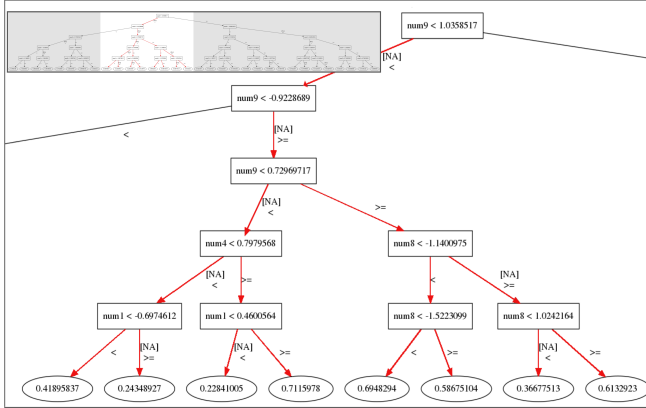 num9 < 1.0358517
[NA]
<
num9 < -0.9228689
<
[NA]
>=
num9 < 0.72969717
[NA]
<
>=
num4 < 0.7979568
num8 < -1.1400975
[NA]
<
>=
<
[NA]
>=
num1 < -0.6974612
num1 < 0.4600564
num8 < -1.5223099
num8 < 1.0242164
<
[NA]
>=
[NA]
<
>=
<
>=
[NA]
<
>=
0.41895837
0.24348927
0.22841005
0.7115978
0.6948294
0.58675104
0.36677513
0.6132923